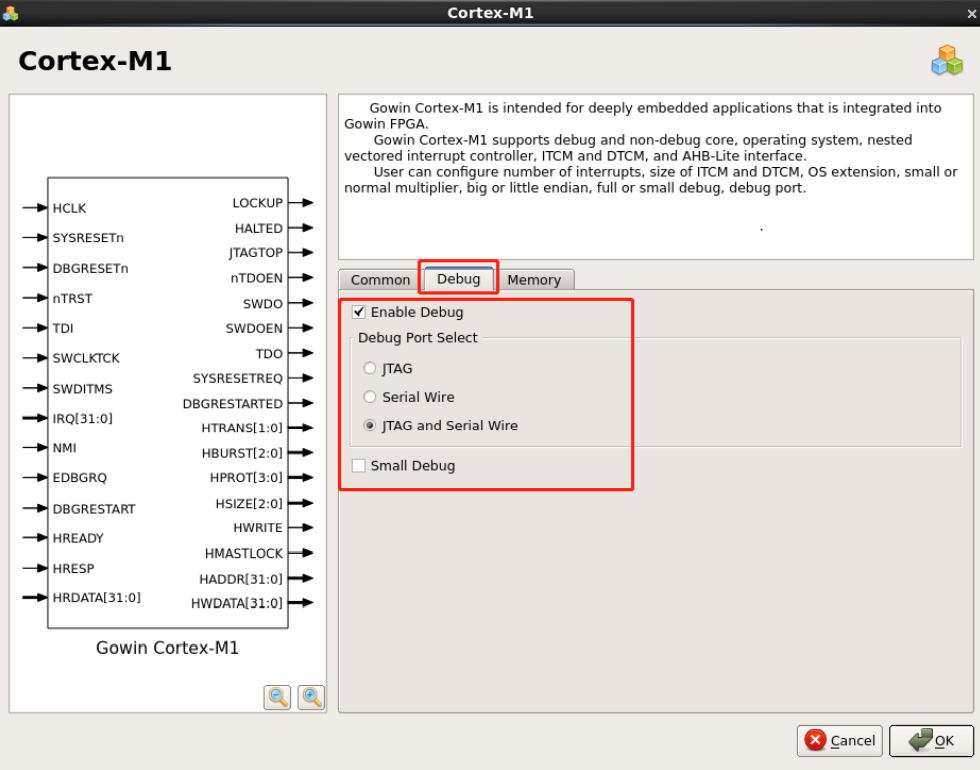 Cortex-M1
Cortex-M1
HCLK
SYSRESETn
DBGRESETn
nTRST
TDI
SWCLKTCK
SWDITMS
IRQ[31:0]
NMI
EDBGRQ
DBGRESTART
HREADY
HRESP
HRDATA[31:0]
LOCKUP
HALTED
JTAGTOP
nTDOEN
SWDO
SWDOEN
TDO
SYSRESETREQ
DBGRESTARTED
HTRANS[1:0]
HBURST[2:0]
HPROT[3:0]
HSIZE[2:0]
HWRITE
HMASTLOCK
HADDR[31:0]
HWDATA[31:0]
Gowin Cortex-M1
Gowin Cortex-M1 is intended for deeply embedded applications that is integrated into
Gowin FPGA.
Gowin Cortex-M1 supports debug and non-debug core, operating system, nested
vectored interrupt controller, ITCM and DTCM, and AHB-Lite interface.
User can configure number of interrupts, size of ITCM and DTCM, OS extension, small or
normal multiplier, big or little endian, full or small debug, debug port.
.
Common Debug Memory
Enable Debug
Debug Port Select
JTAG
Serial Wire
JTAG and Serial Wire
Small Debug
Cancel OK